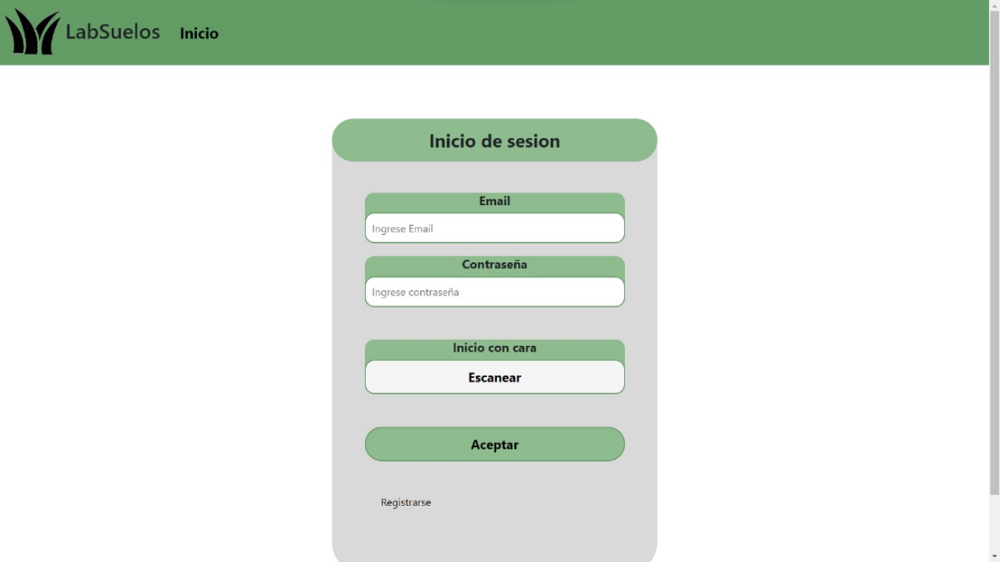 LabSuelos Inicio
Inicio de sesion
Email
Ingrese Email
Contraseña
Ingrese contraseña
Inicio con cara
Escanear
Aceptar
Registrarse